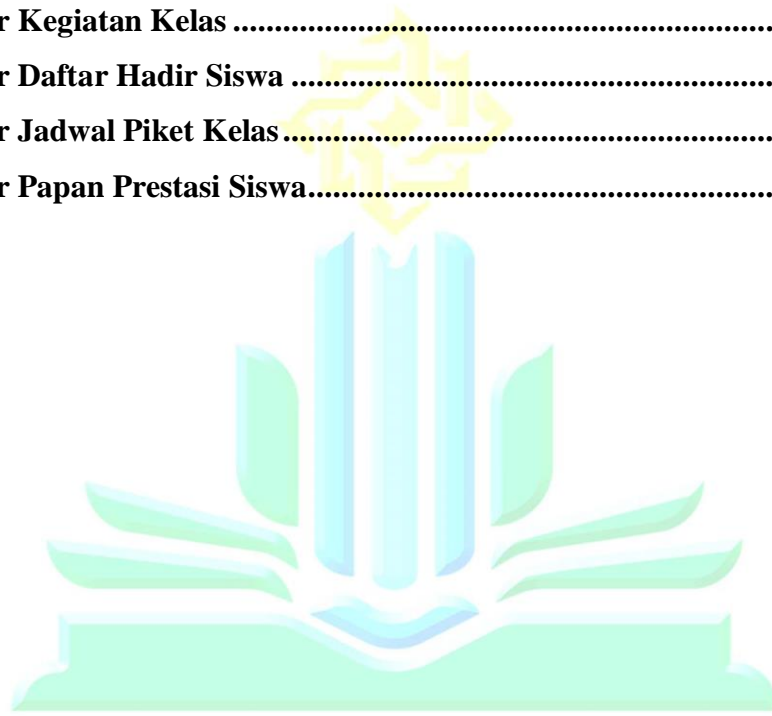 r Kegiatan Kelas ........................................................................
r Daftar Hadir Siswa ................................................................
r Jadwal Piket Kelas.................................................................
r Papan Prestasi Siswa..............................................................